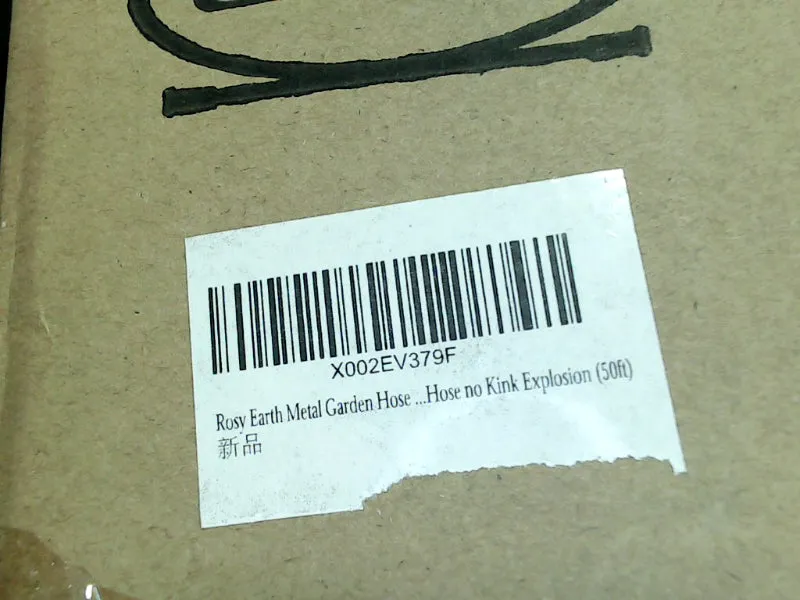 X002EV379F
Rosy Earth Metal Garden Hose ...Hose no Kink Explosion (50ft)
新品